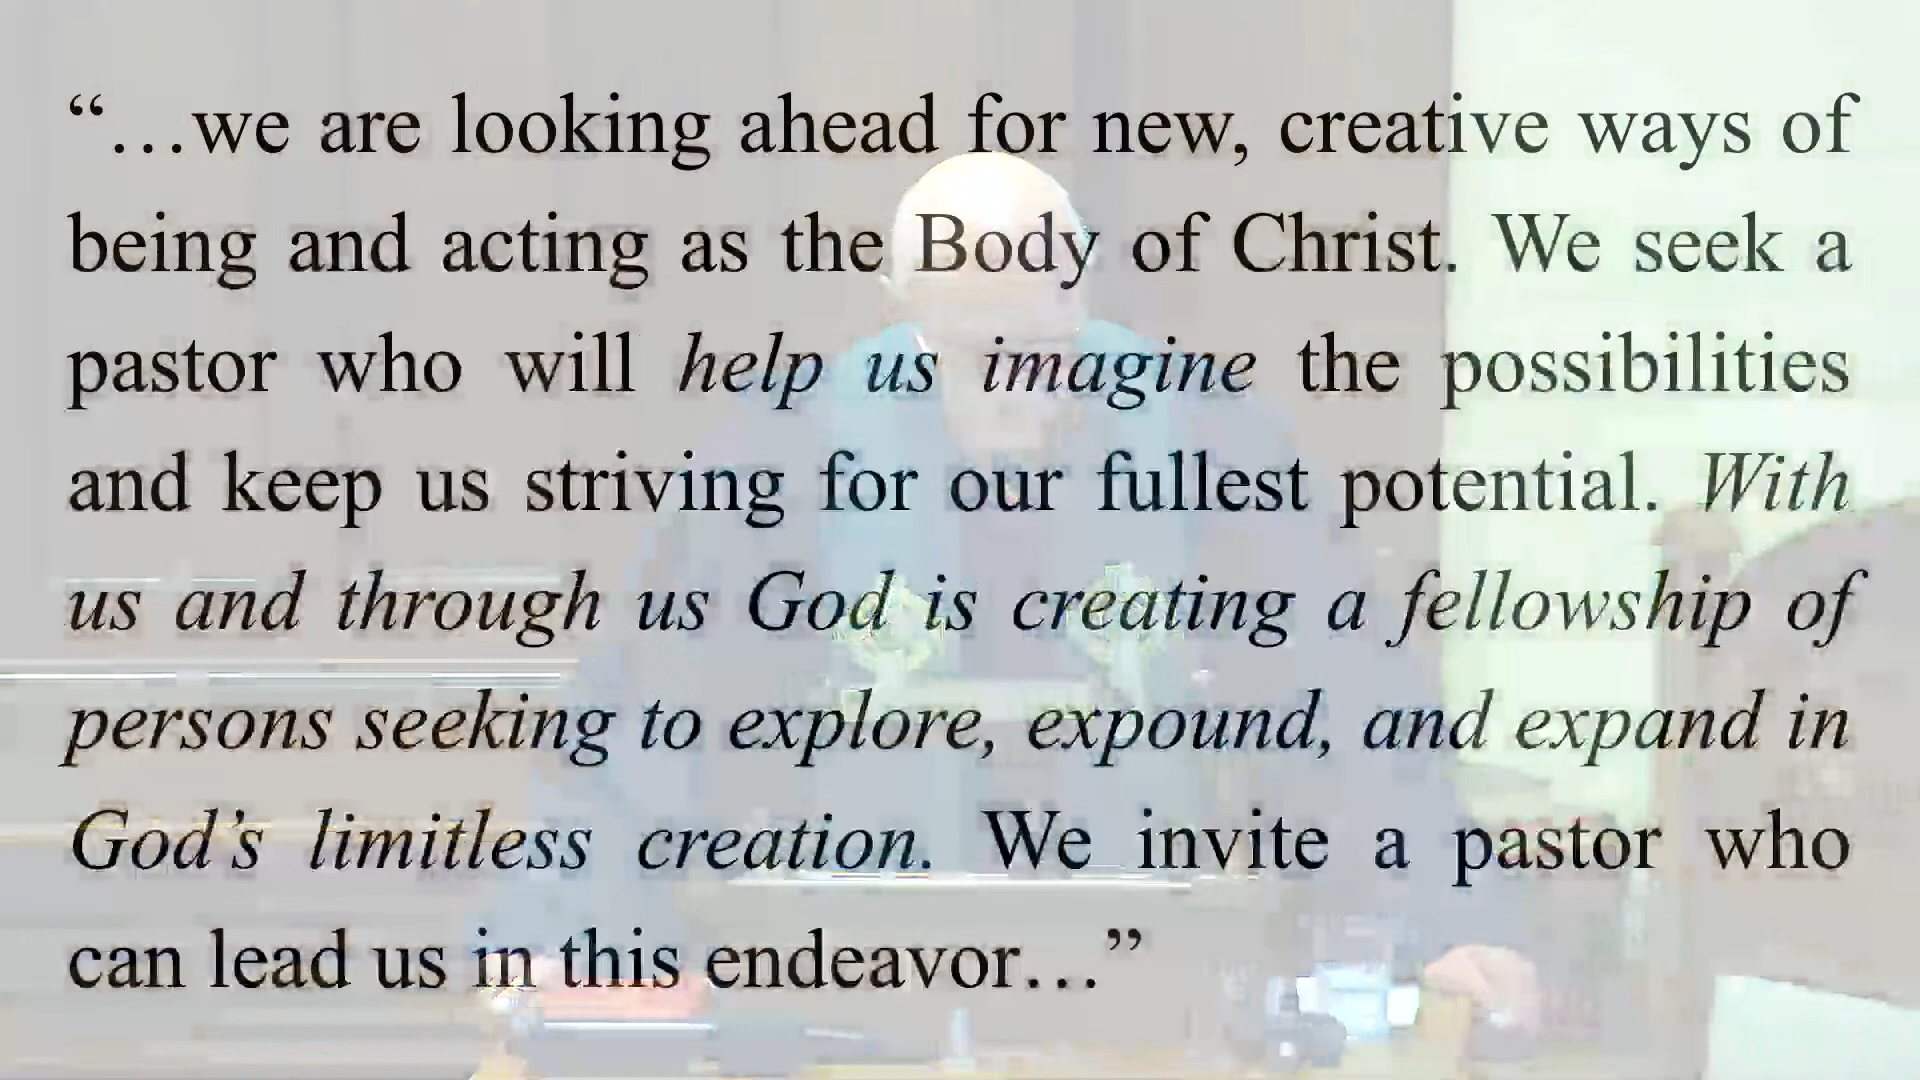 “…we are looking ahead for new, creative ways of
being and acting as the Body of Christ. We seek a
pastor who will help us imagine the possibilities
and keep us striving for our fullest potential. With
us and through us God is creating a fellowship of
persons seeking to explore, expound, and expand in
God’s limitless creation. We invite a pastor who
can lead us in this endeavor…”